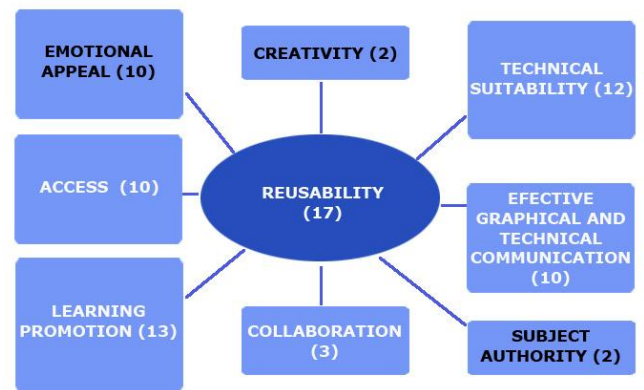 EMOTIONAL
APPEAL (10)
CREATIVITY (2)
TECHNICAL
SUITABILITY (12)
ACCESS (10)
REUSABILITY
(17)
EFECTIVE
GRAPHICAL AND
TECHNICAL
COMMUNICATION
(10)
LEARNING
PROMOTION (13)
COLLABORATION
(3)
SUBJECT
AUTHORITY (2)